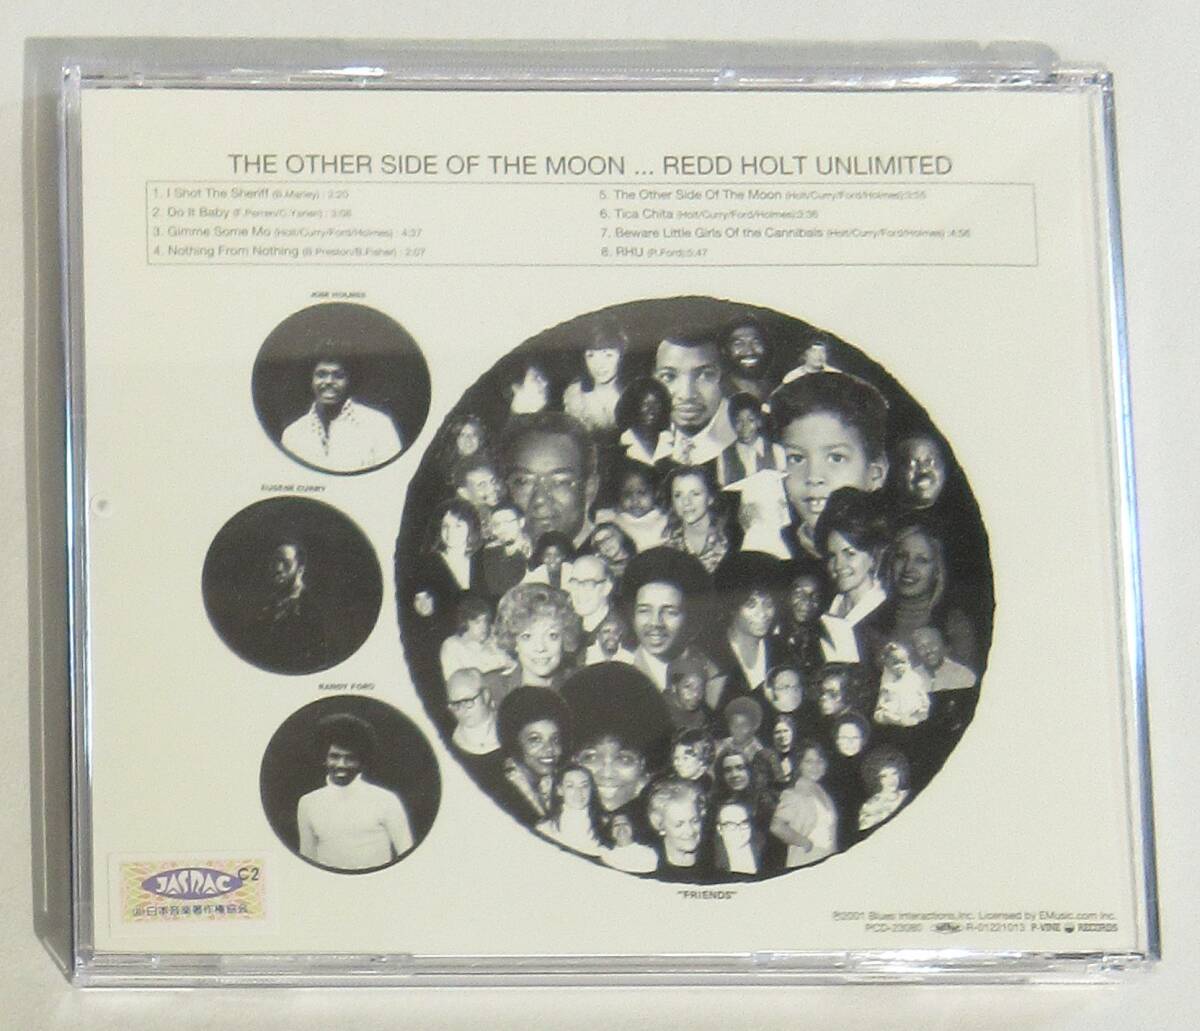 THE OTHER SIDE OF THE MOON ... REDD HOLT UNLIMITED
1. I Shot The Sheriff (B.Marley) : 3:20
2. Do It Baby (F.Perren/C.Yarian) : 3:08
3. Gimme Some Mo (Holt/Curry/Ford/Holmes) : 4:37
4. Nothing From Nothing (B.Preston/B.Fisher) : 2:07
5. The Other Side Of The Moon (Holt/Curry/Ford/Holmes):3:55
6. Tica Chita (Holt/Curry/Ford/Holmes):3:36
7. Beware Little Girls Of the Cannibals (Holt/Curry/Ford/Holmes) :4:56
8. RHU (R.Ford):5:47
HOLMES
EUGENE CURRY
RANDY FORD
"FRIENDS"
JASRAC C2
日本音楽著作権協会
℗2001 Blues Interactions,Inc. Licensed by EMusic.com Inc.
PCD-23080 R-01221013 P-VINE RECORDS